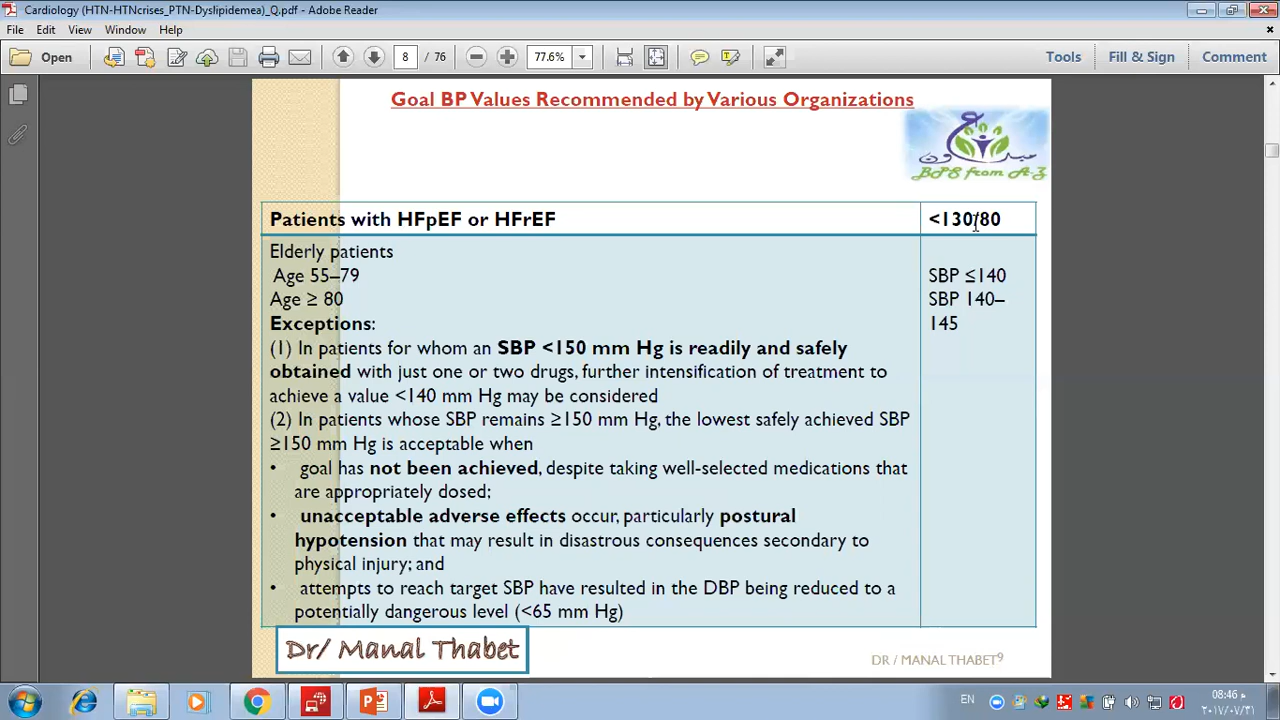 Cardiology (HTN-HTNcrises_PTN-Dyslipidemea)_Q.pdf - Adobe Reader
File Edit View Window Help
Open 8 / 76 77.6% Tools Fill & Sign Comment
Goal BP Values Recommended by Various Organizations
ميديكاون
BPS from A-Z
Patients with HFpEF or HFrEF <130/80
Elderly patients
Age 55–79 SBP ≤140
Age ≥ 80 SBP 140–
Exceptions: 145
(1) In patients for whom an SBP <150 mm Hg is readily and safely
obtained with just one or two drugs, further intensification of treatment to
achieve a value <140 mm Hg may be considered
(2) In patients whose SBP remains ≥150 mm Hg, the lowest safely achieved SBP
≥150 mm Hg is acceptable when
• goal has not been achieved, despite taking well-selected medications that
are appropriately dosed;
• unacceptable adverse effects occur, particularly postural
hypotension that may result in disastrous consequences secondary to
physical injury; and
• attempts to reach target SBP have resulted in the DBP being reduced to a
potentially dangerous level (<65 mm Hg)
Dr/ Manal Thabet
DR / MANAL THABET 9
EN
08:46 م
٢٠١٧/٠٧/٣١